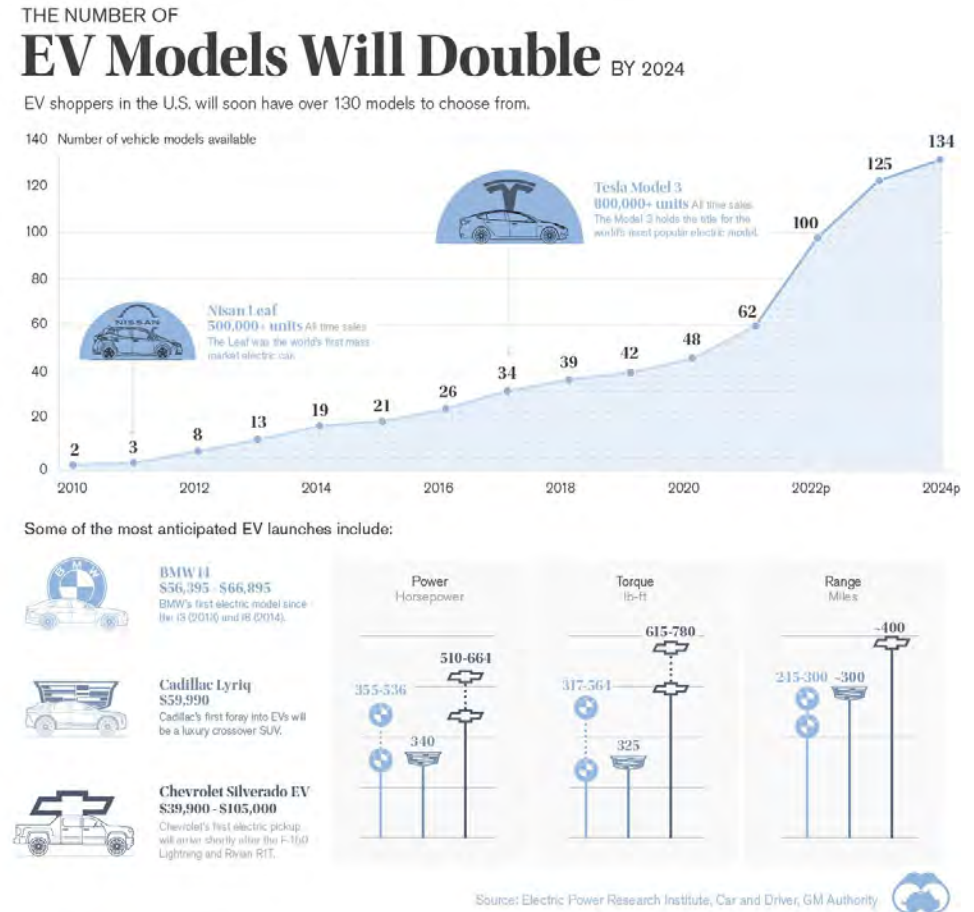 THE NUMBER OF
EV Models Will Double BY 2024
EV shoppers in the U.S. will soon have over 130 models to choose from.
140 Number of vehicle models available
120
100
80
60
40
20
0
2
3
8
13
19
21
26
34
39
42
48
62
100
125
134
NISSAN
Nisan Leaf
500,000+ units All time sales
The Leaf was the world's first mass
market electric car.
Tesla Model 3
800,000+ units All time sales
The Model 3 holds the title for the
world's most popular electric model.
2010
2012
2014
2016
2018
2020
2022p
2024p
Some of the most anticipated EV launches include:
BMW
BMW i4
$56,395 - $66,895
BMW's first electric model since
the i3 (2013) and i8 (2014).
Cadillac Lyriq
$59,990
Cadillac's first foray into EVs will
be a luxury crossover SUV.
Chevrolet Silverado EV
$39,900 - $105,000
Chevrolet's first electric pickup
will arrive shortly after the F-150
Lightning and Rivian R1T.
Power
Horsepower
355-536
340
510-664
Torque
lb-ft
317-564
325
615-780
Range
Miles
245-300
~300
~400
Source: Electric Power Research Institute, Car and Driver, GM Authority